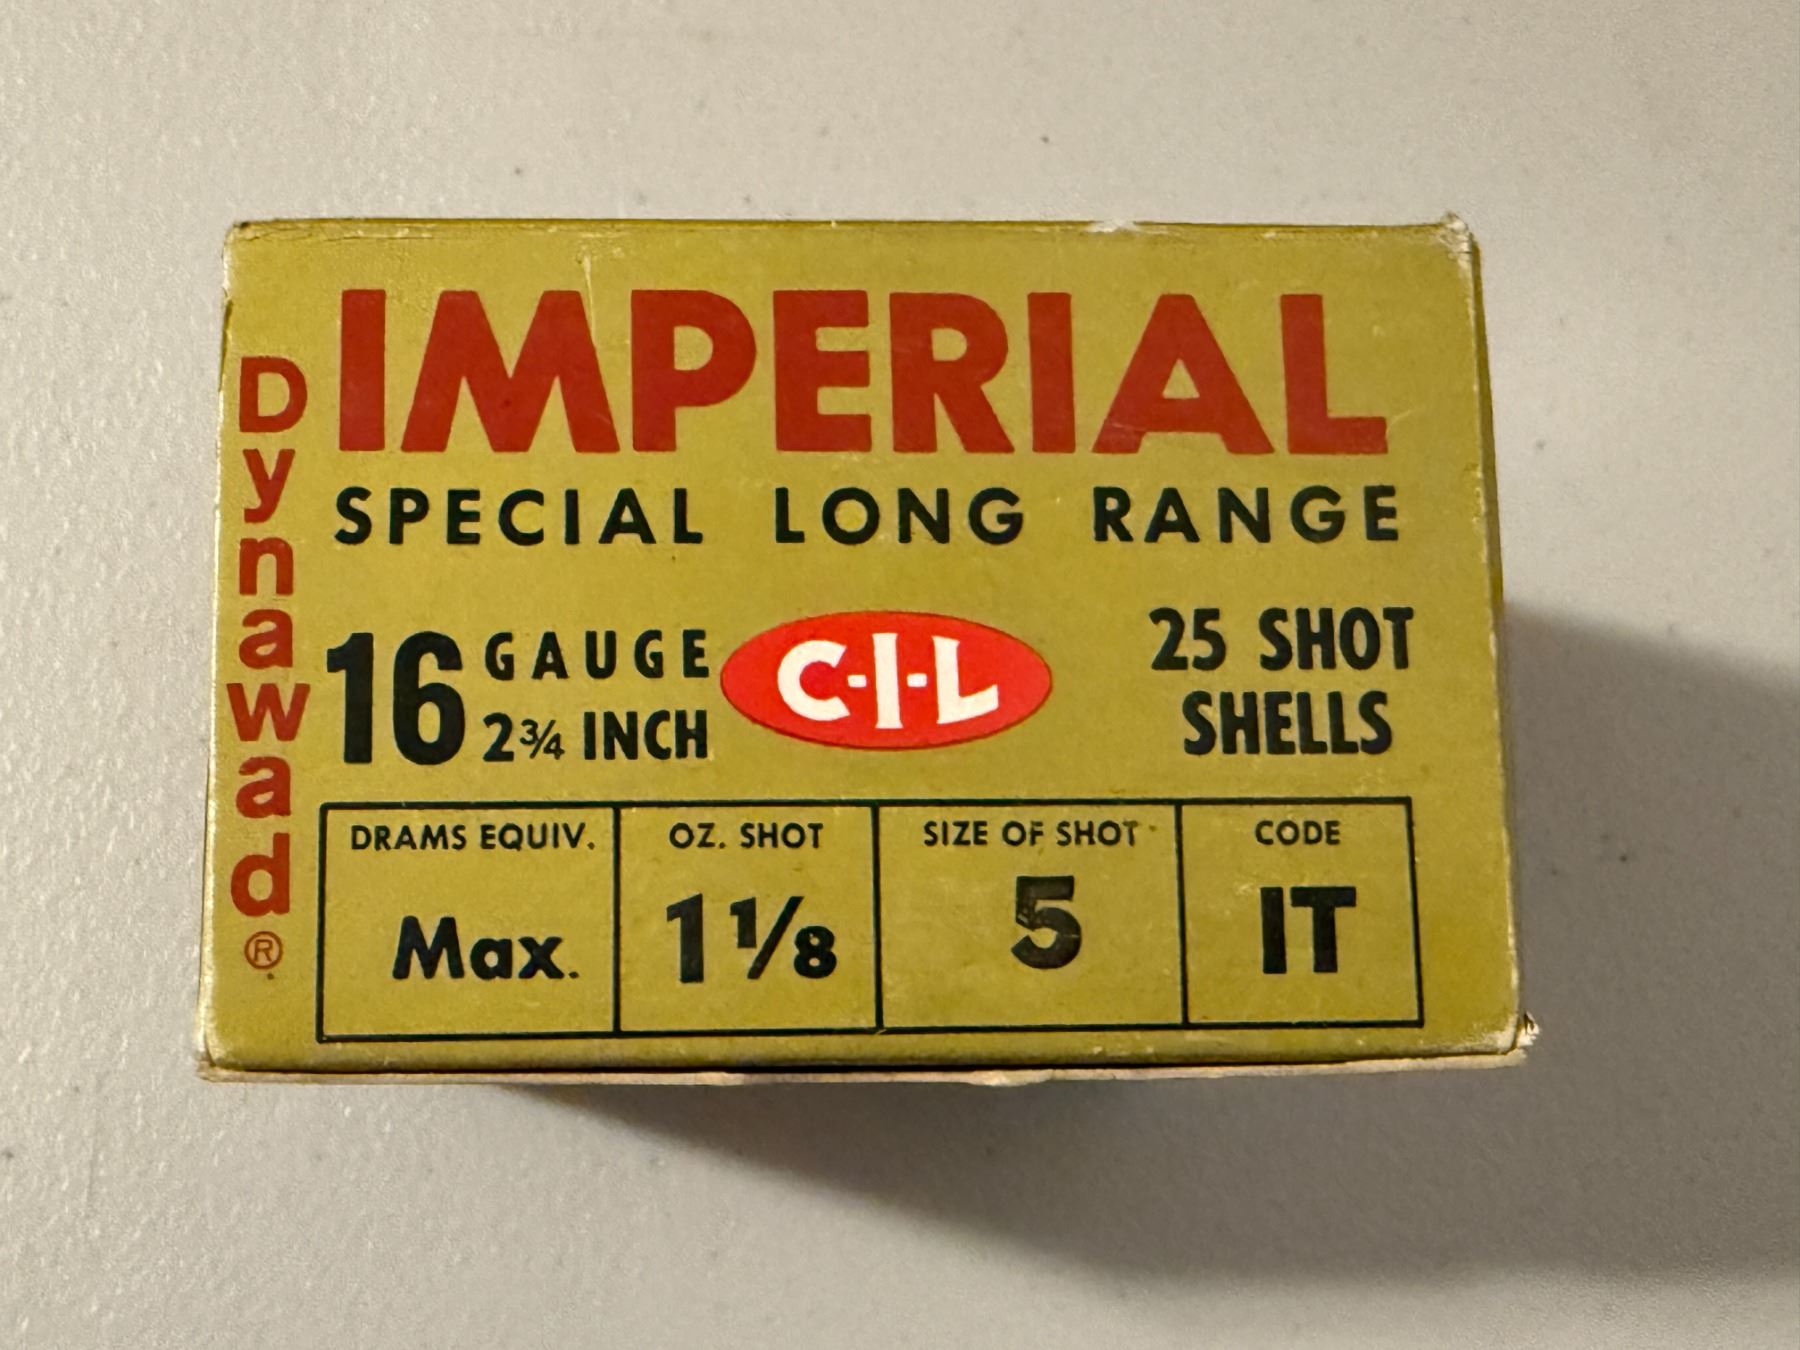 Dynawad®
IMPERIAL
SPECIAL LONG RANGE
16 GAUGE
2¾ INCH
C-I-L
25 SHOT
SHELLS
DRAMS EQUIV.
Max.
OZ. SHOT
1⅛
SIZE OF SHOT
5
CODE
IT